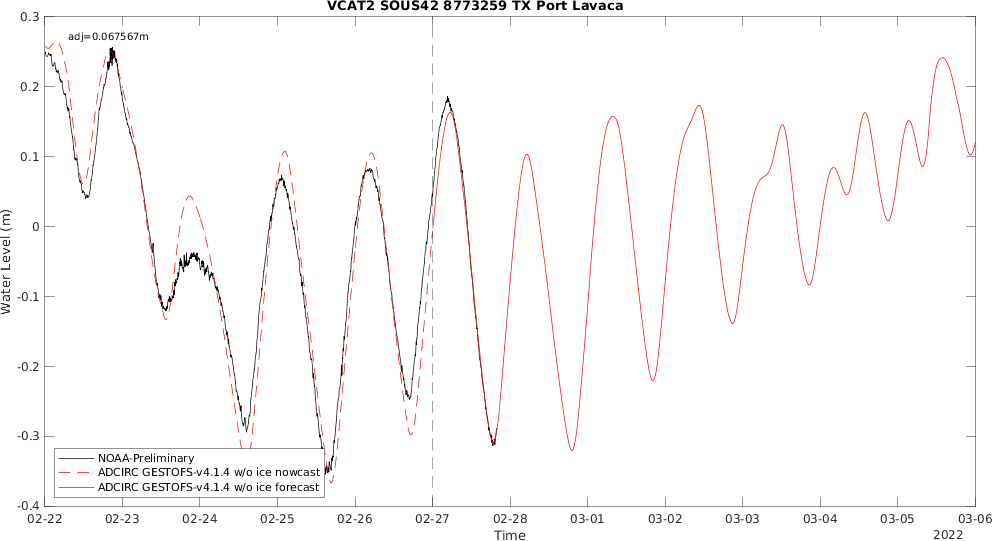 VCAT2 SOUS42 8773259 TX Port Lavaca
adj=0.067567m
0.3
0.2
0.1
0
-0.1
-0.2
-0.3
-0.4
Water Level (m)
NOAA-Preliminary
ADCIRC GESTOFS-v4.1.4 w/o ice nowcast
ADCIRC GESTOFS-v4.1.4 w/o ice forecast
02-22 02-23 02-24 02-25 02-26 02-27 02-28 03-01 03-02 03-03 03-04 03-05 03-06
Time
2022